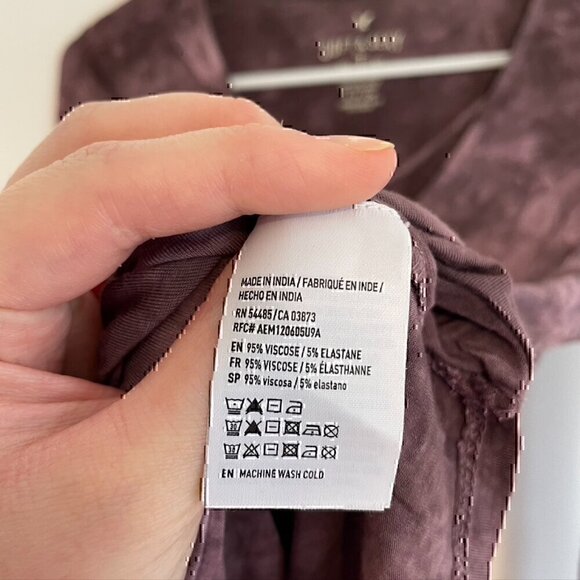 MADE IN INDIA / FABRIQUÉ EN INDE /
HECHO EN INDIA
RN 54485 / CA 03873
RFC# AEM120605U9A
EN 95% VISCOSE / 5% ELASTANE
FR 95% VISCOSE / 5% ÉLASTHANNE
SP 95% viscosa / 5% elastano
EN MACHINE WASH COLD